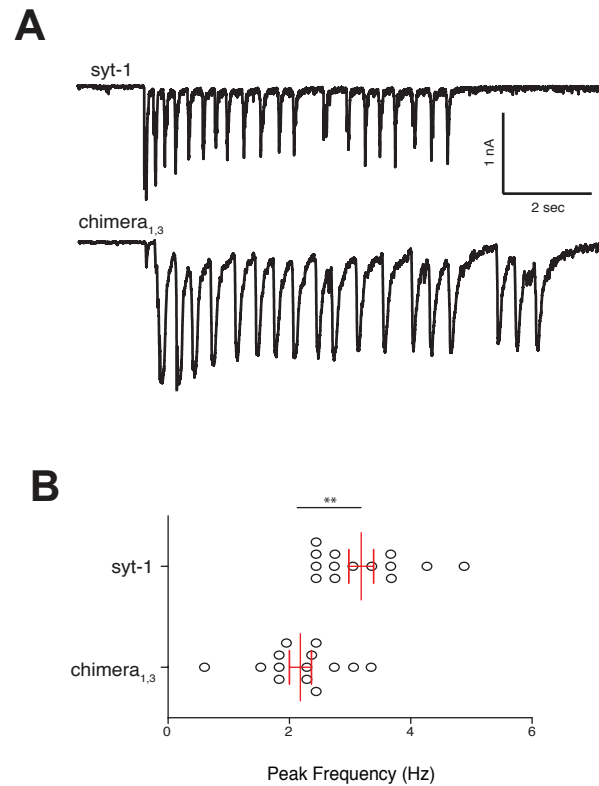 A
syt-1
1 nA
2 sec
chimera1,3
B
**
syt-1
chimera1,3
0 2 4 6
Peak Frequency (Hz)